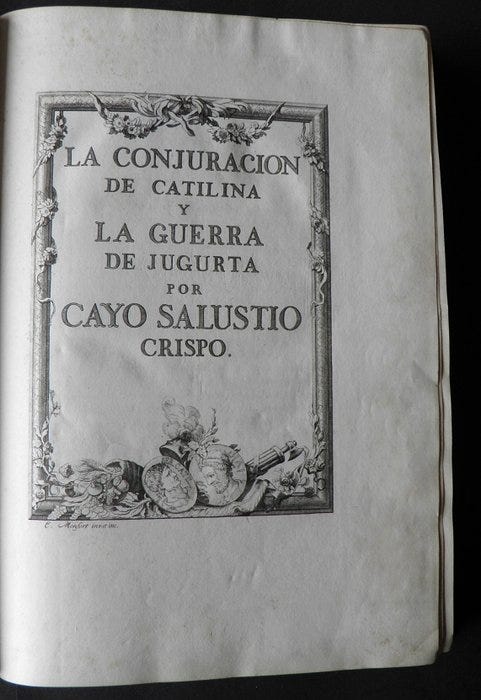 LA CONJURACION
DE CATILINA
Y
LA GUERRA
DE JUGURTA
POR
CAYO SALUSTIO
CRISPO.